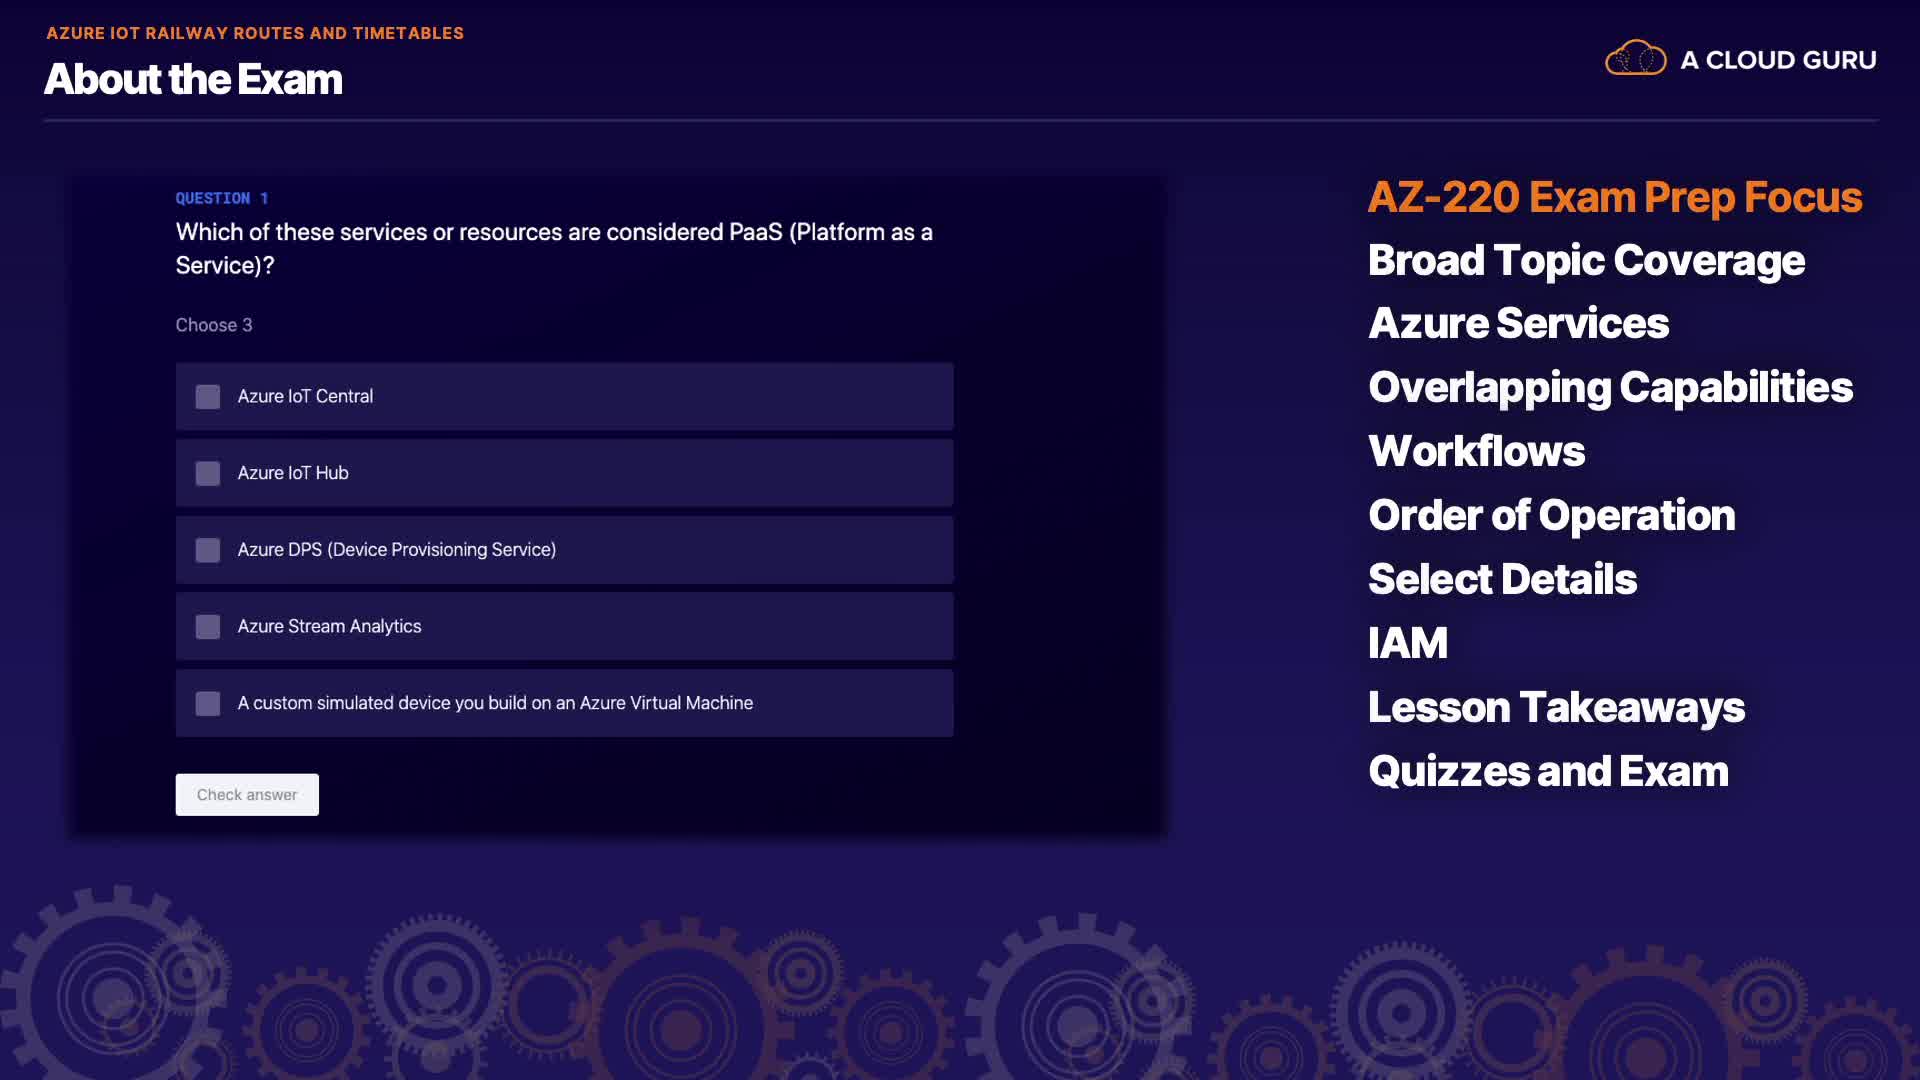 AZURE IOT RAILWAY ROUTES AND TIMETABLES
About the Exam
A CLOUD GURU
QUESTION 1
Which of these services or resources are considered PaaS (Platform as a
Service)?
Choose 3
Azure IoT Central
Azure IoT Hub
Azure DPS (Device Provisioning Service)
Azure Stream Analytics
A custom simulated device you build on an Azure Virtual Machine
Check answer
AZ-220 Exam Prep Focus
Broad Topic Coverage
Azure Services
Overlapping Capabilities
Workflows
Order of Operation
Select Details
IAM
Lesson Takeaways
Quizzes and Exam